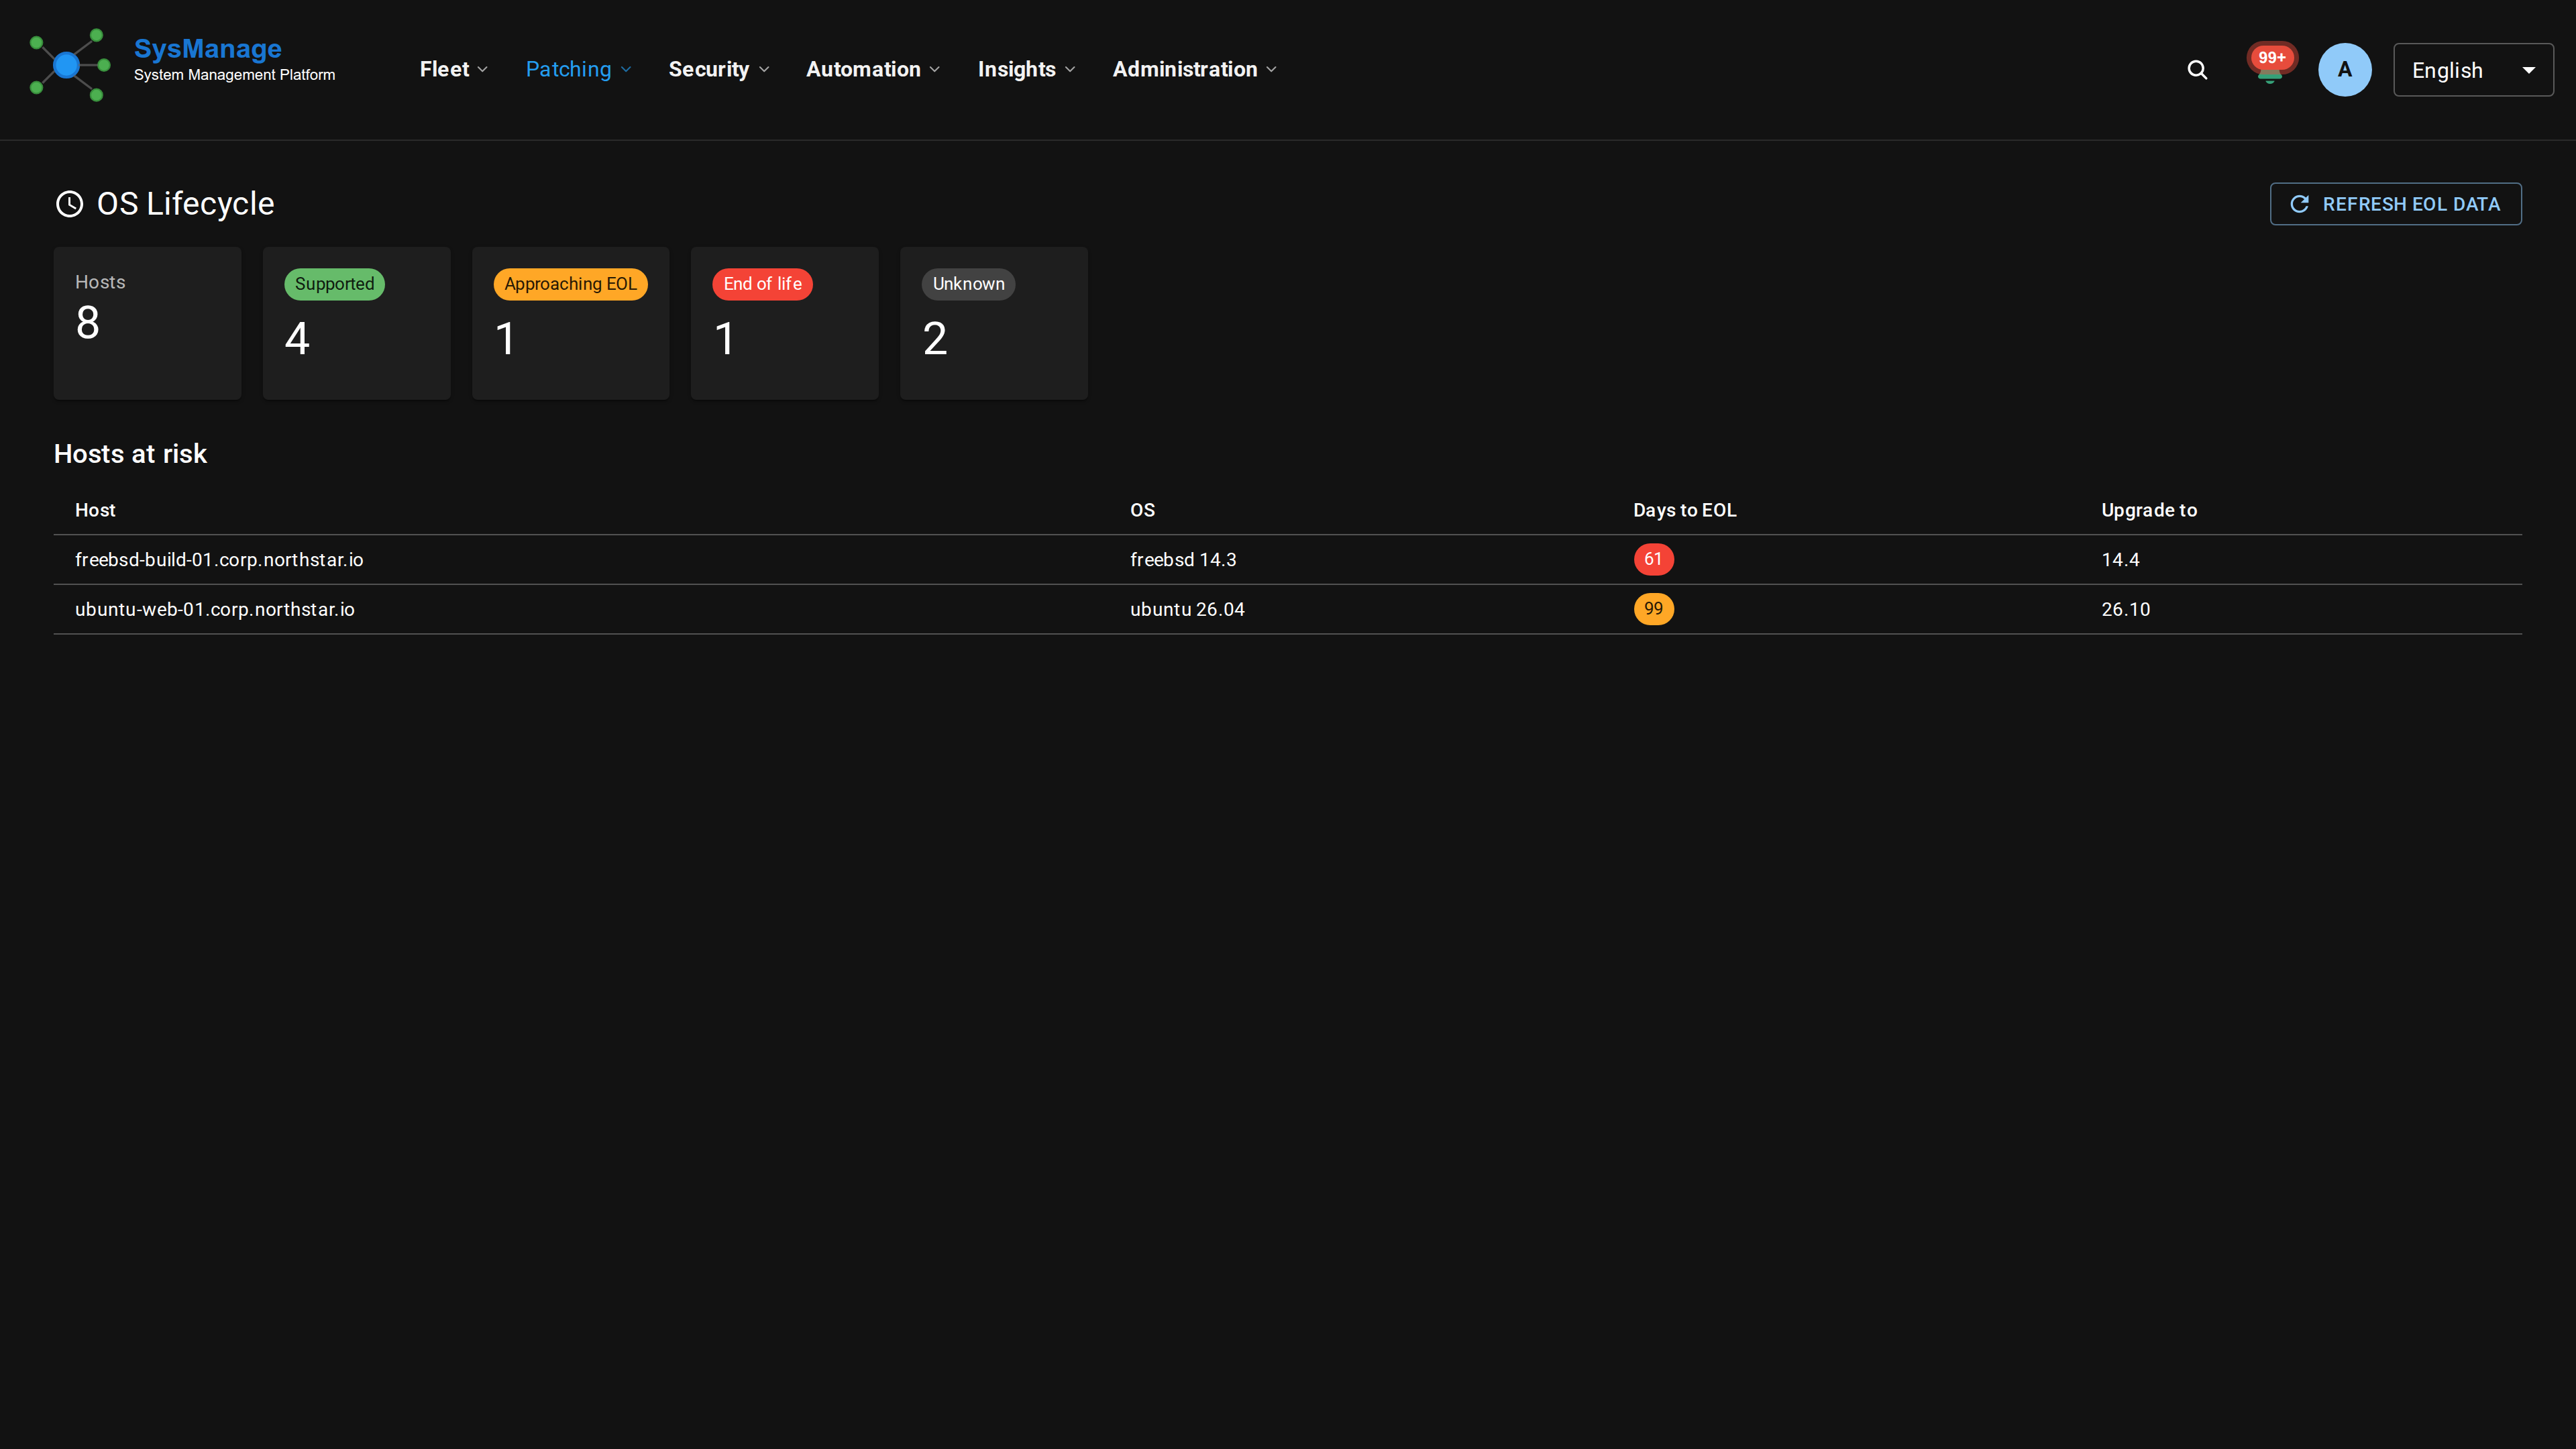 SysManage
System Management Platform
Fleet
Patching
Security
Automation
Insights
Administration
99+
A
English
OS Lifecycle
REFRESH EOL DATA
Hosts
8
Supported
4
Approaching EOL
1
End of life
1
Unknown
2
Hosts at risk
Host OS Days to EOL Upgrade to
freebsd-build-01.corp.northstar.io freebsd 14.3 61 14.4
ubuntu-web-01.corp.northstar.io ubuntu 26.04 99 26.10